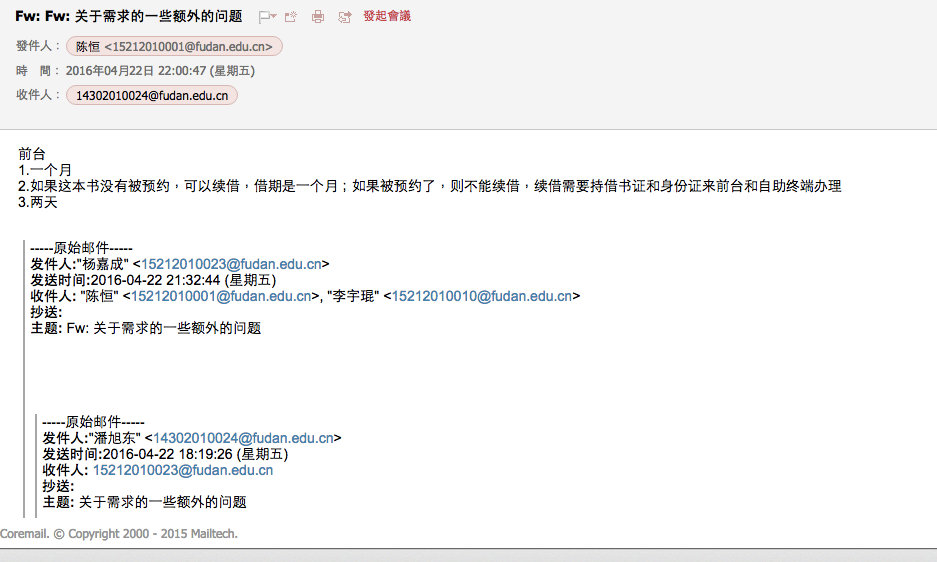 Fw: Fw: 关于需求的一些额外的问题 發起會議
發件人： 陈恒 <15212010001@fudan.edu.cn>
時 間： 2016年04月22日 22:00:47 (星期五)
收件人： 14302010024@fudan.edu.cn
前台
1.一个月
2.如果这本书没有被预约，可以续借，借期是一个月；如果被预约了，则不能续借，续借需要持借书证和身份证来前台和自助终端办理
3.两天
-----原始邮件-----
发件人:"杨嘉成" <15212010023@fudan.edu.cn>
发送时间:2016-04-22 21:32:44 (星期五)
收件人: "陈恒" <15212010001@fudan.edu.cn>, "李宇琨" <15212010010@fudan.edu.cn>
抄送:
主题: Fw: 关于需求的一些额外的问题
-----原始邮件-----
发件人:"潘旭东" <14302010024@fudan.edu.cn>
发送时间:2016-04-22 18:19:26 (星期五)
收件人: 15212010023@fudan.edu.cn
抄送:
主题: 关于需求的一些额外的问题
Coremail. © Copyright 2000 - 2015 Mailtech.